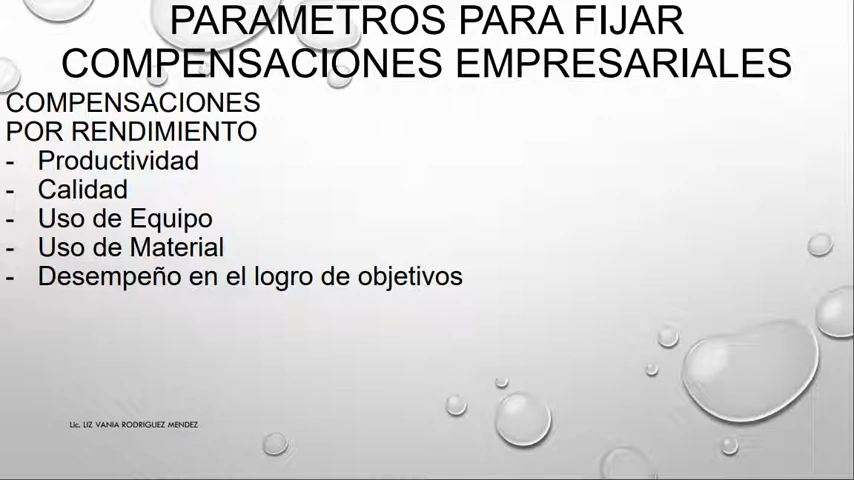 PARAMETROS PARA FIJAR
COMPENSACIONES EMPRESARIALES
COMPENSACIONES
POR RENDIMIENTO
- Productividad
- Calidad
- Uso de Equipo
- Uso de Material
- Desempeño en el logro de objetivos
Lic. LIZ VANIA RODRIGUEZ MENDEZ